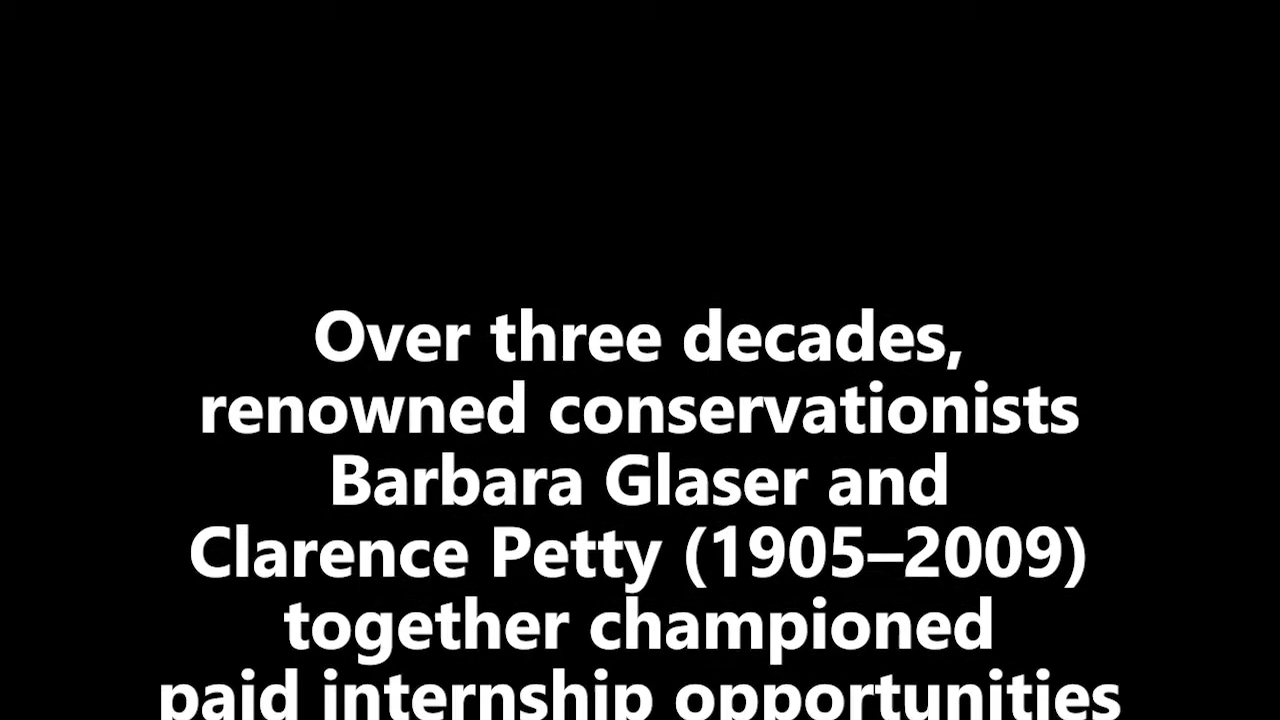 Over three decades,
renowned conservationists
Barbara Glaser and
Clarence Petty (1905–2009)
together championed
paid internship opportunities